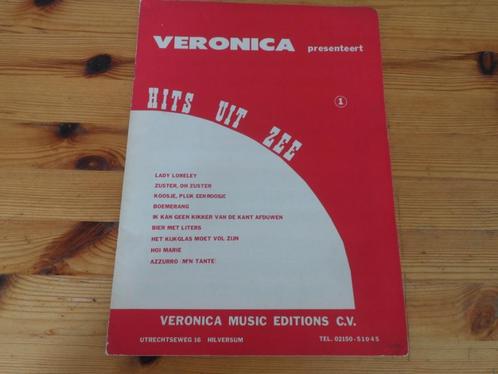 VERONICA presenteert
HITS UIT ZEE
1
LADY LORELEY
ZUSTER, OH ZUSTER
KOOSJE, PLUK EEN ROOSJE
BOEMERANG
IK KAN GEEN KIKKER VAN DE KANT AFDUWEN
BIER MET LITERS
HET KIJKGLAS MOET VOL ZIJN
HOI MARIE
AZZURRO (M'N TANTE)
VERONICA MUSIC EDITIONS C.V.
UTRECHTSEWEG 16 HILVERSUM TEL. 02150-51045